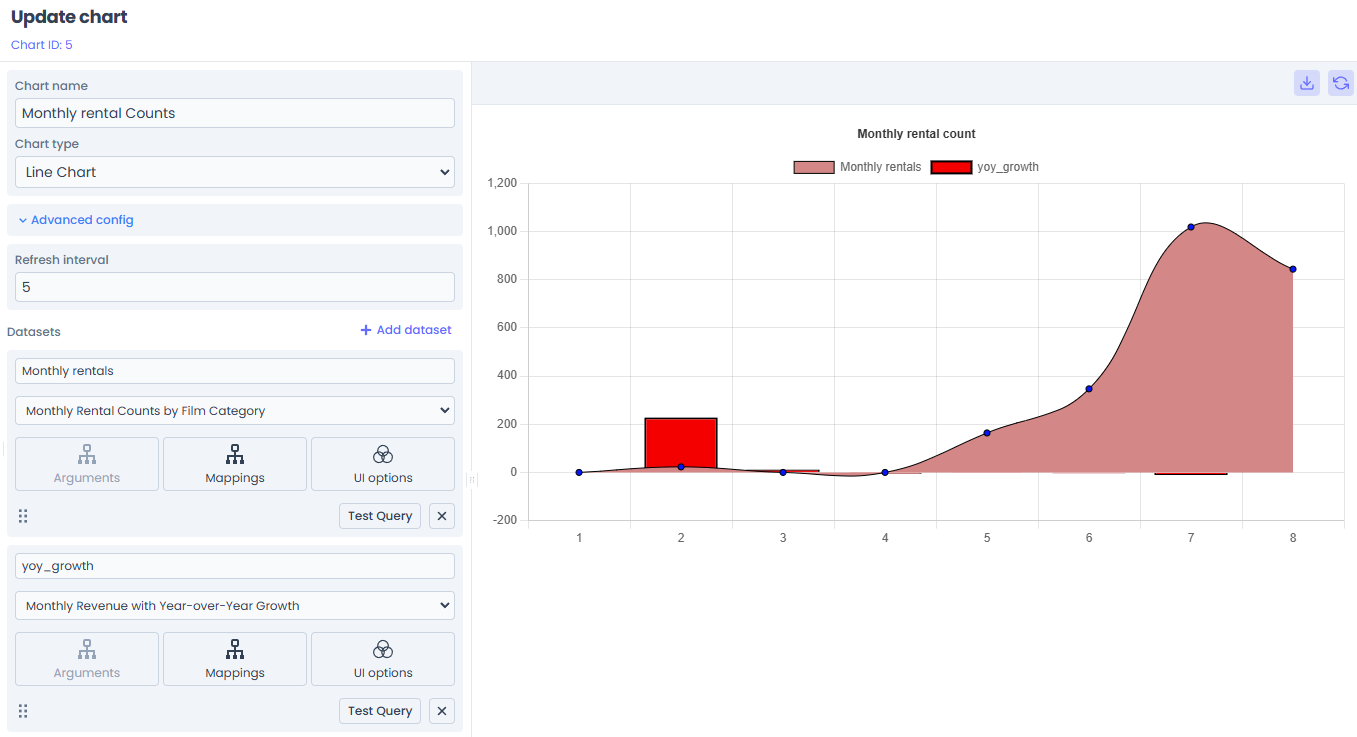 Update chart
Chart ID: 5
Chart name
Monthly rental Counts
Chart type
Line Chart
Advanced config
Refresh interval
5
Datasets
Add dataset
Monthly rentals
Monthly Rental Counts by Film Category
Arguments
Mappings
UI options
Test Query
yoy_growth
Monthly Revenue with Year-over-Year Growth
Arguments
Mappings
UI options
Test Query
Monthly rental count
Monthly rentals
yoy_growth
1,200
1,000
800
600
400
200
0
-200
1 2 3 4 5 6 7 8